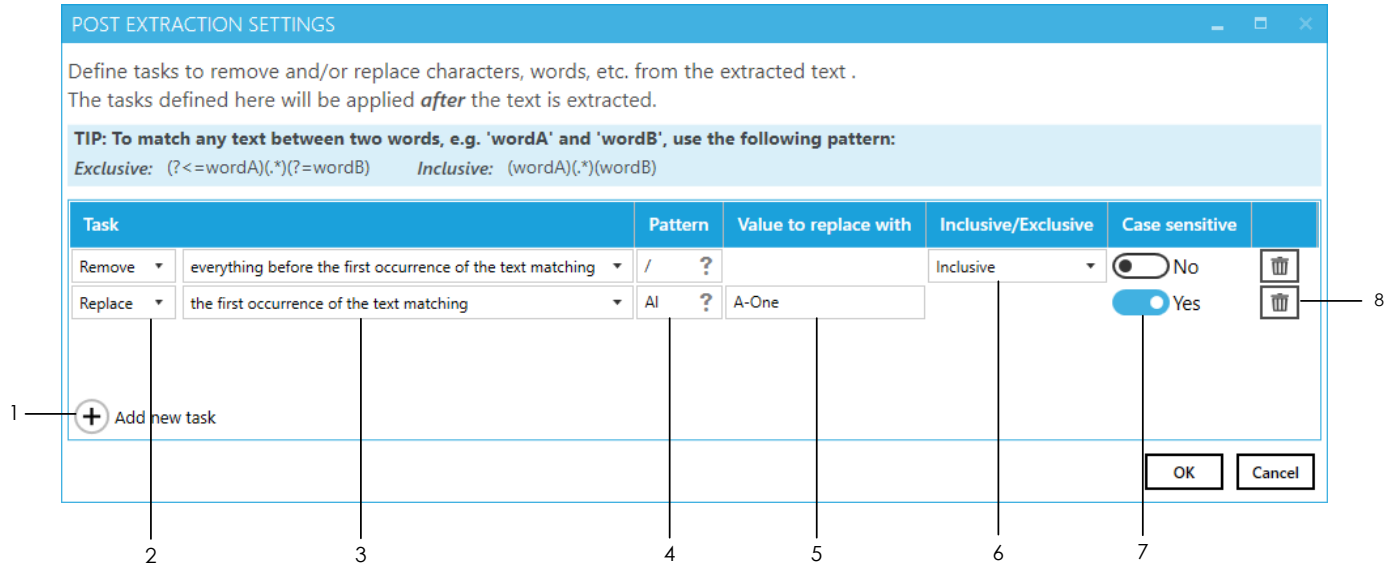 POST EXTRACTION SETTINGS
Define tasks to remove and/or replace characters, words, etc. from the extracted text .
The tasks defined here will be applied after the text is extracted.
TIP: To match any text between two words, e.g. 'wordA' and 'wordB', use the following pattern:
Exclusive: (?<=wordA)(.*)(?=wordB) Inclusive: (wordA)(.*)(wordB)
Task Pattern Value to replace with Inclusive/Exclusive Case sensitive
Remove everything before the first occurrence of the text matching / ? Inclusive No
Replace the first occurrence of the text matching AI ? A-One Yes 8
1 Add new task
OK Cancel
2 3 4 5 6 7